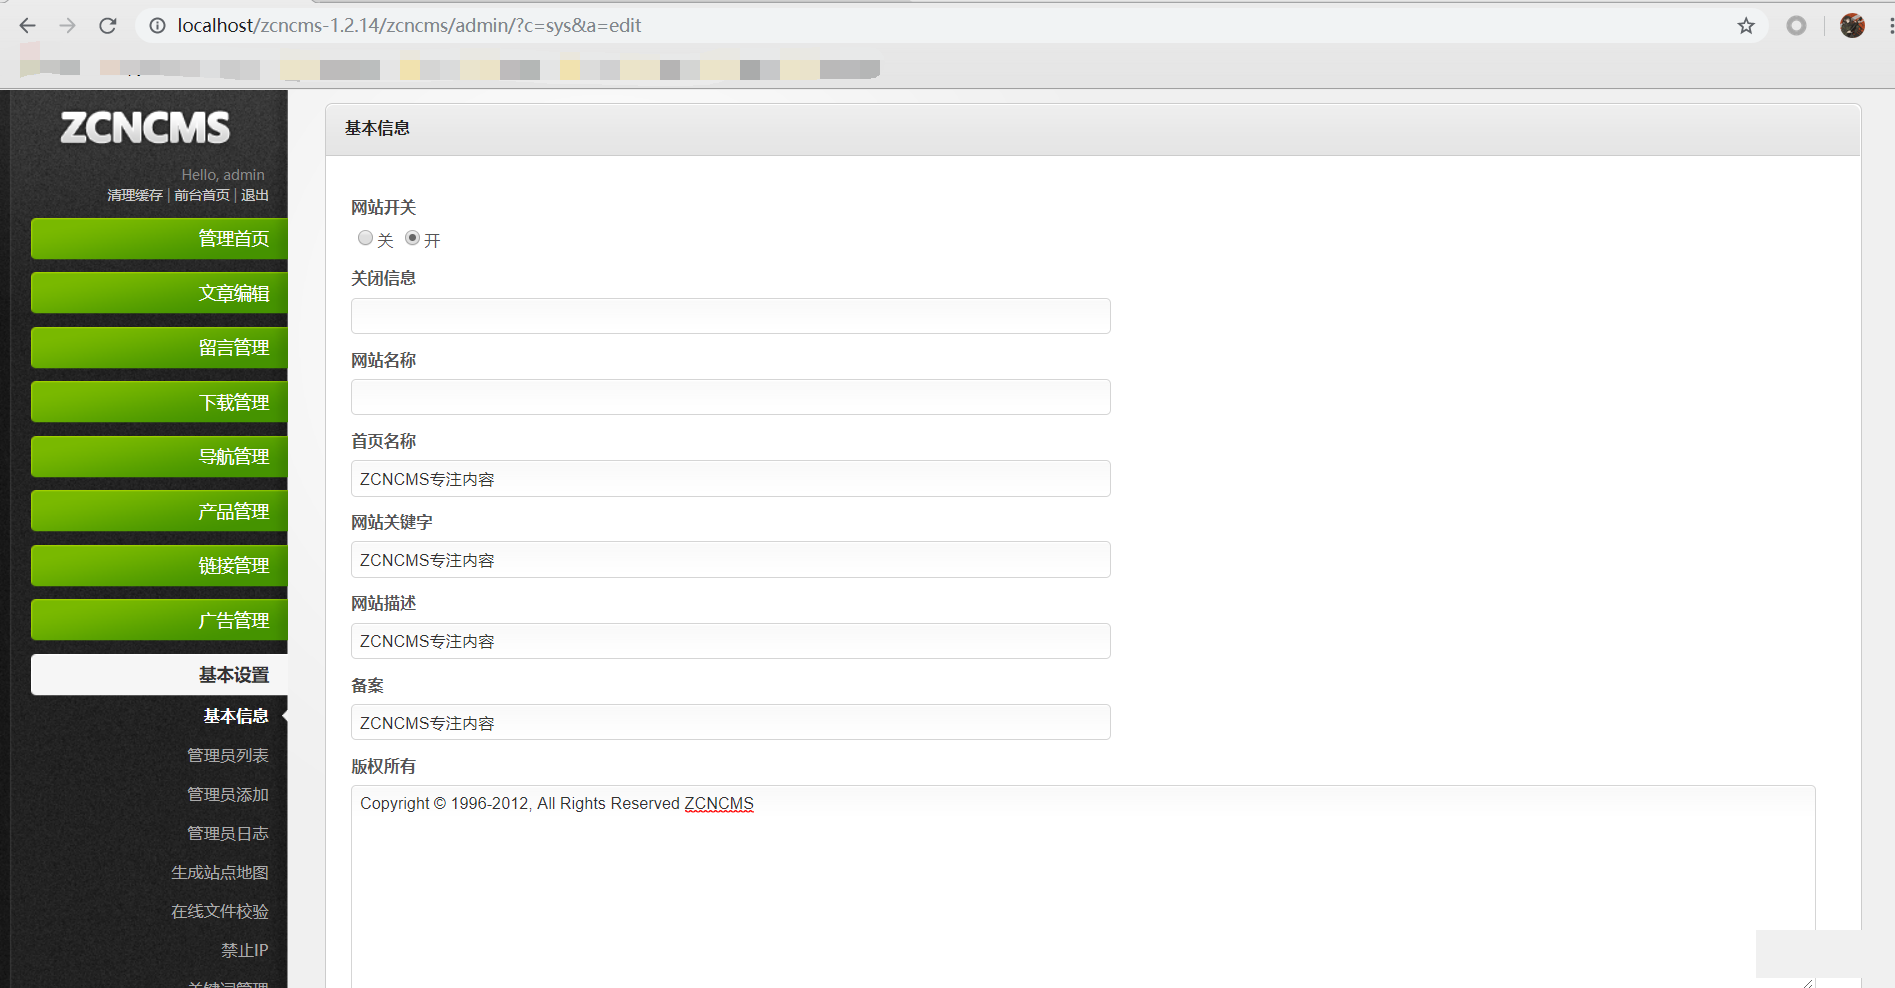 localhost/zcncms-1.2.14/zcncms/admin/?c=sys&a=edit
ZCNCMS
Hello, admin
清理缓存 | 前台首页 | 退出
管理首页
文章编辑
留言管理
下载管理
导航管理
产品管理
链接管理
广告管理
基本设置
基本信息
管理员列表
管理员添加
管理员日志
生成站点地图
在线文件校验
禁止IP
关键词管理
基本信息
网站开关
关 开
关闭信息
网站名称
首页名称
ZCNCMS专注内容
网站关键字
ZCNCMS专注内容
网站描述
ZCNCMS专注内容
备案
ZCNCMS专注内容
版权所有
Copyright © 1996-2012, All Rights Reserved ZCNCMS